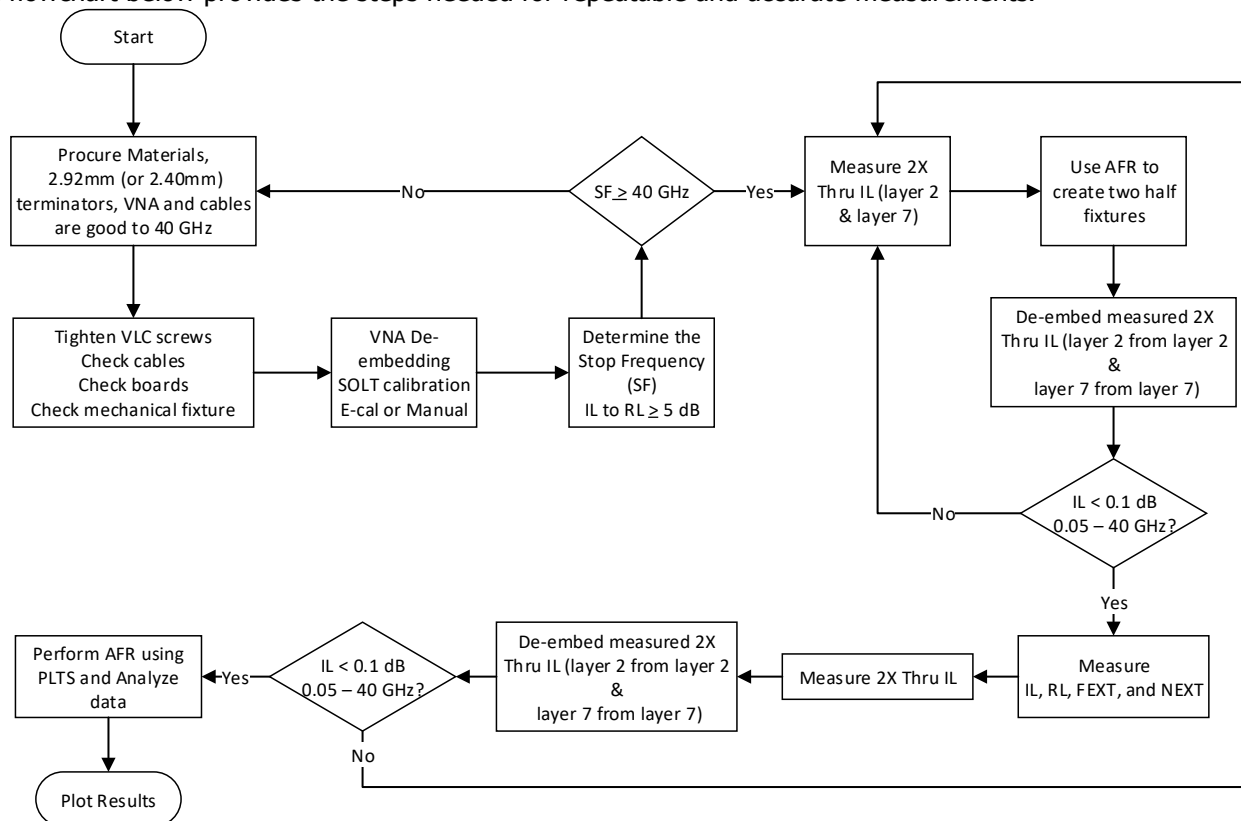 flowchart below provides the steps needed for repeatable and accurate measurements.
Start
Procure Materials,
2.92mm (or 2.40mm)
terminators, VNA and cables
are good to 40 GHz
No
SF ≥ 40 GHz
Yes
Measure 2X
Thru IL (layer 2
& layer 7)
Use AFR to
create two half
fixtures
Tighten VLC screws
Check cables
Check boards
Check mechanical fixture
VNA De-
embedding
SOLT calibration
E-cal or Manual
Determine the
Stop Frequency
(SF)
IL to RL ≥ 5 dB
De-embed measured 2X
Thru IL (layer 2 from layer 2
&
layer 7 from layer 7)
IL < 0.1 dB
0.05 – 40 GHz?
No
Yes
Measure
IL, RL, FEXT, and NEXT
Measure 2X Thru IL
De-embed measured 2X
Thru IL (layer 2 from layer 2
&
layer 7 from layer 7)
IL < 0.1 dB
0.05 – 40 GHz?
Yes
No
Perform AFR using
PLTS and Analyze
data
Plot Results